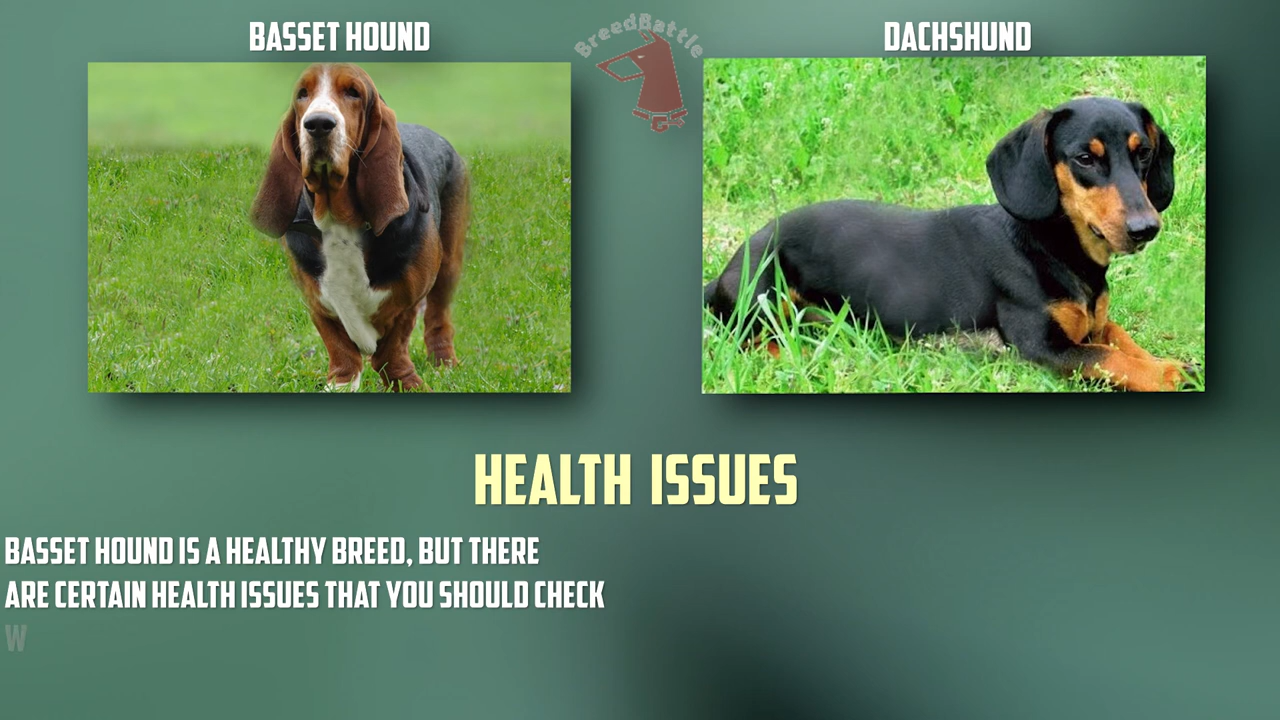 BASSET HOUND
BreedBattle
DACHSHUND
HEALTH ISSUES
BASSET HOUND IS A HEALTHY BREED, BUT THERE
ARE CERTAIN HEALTH ISSUES THAT YOU SHOULD CHECK
W